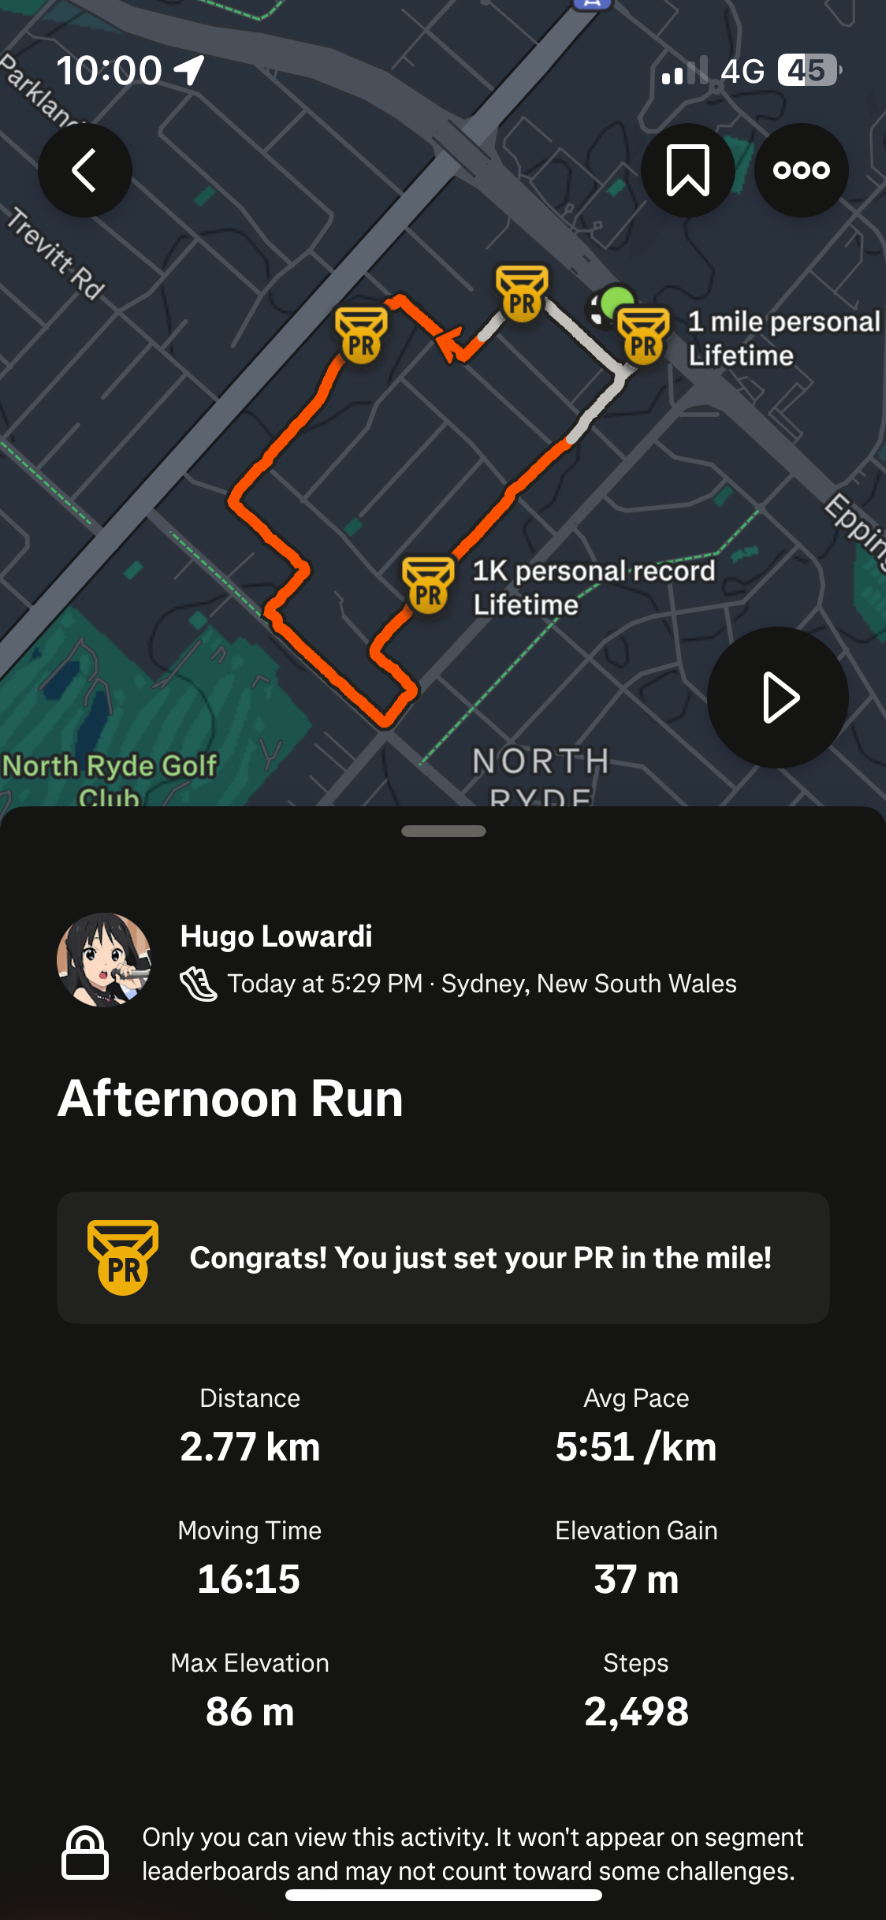 10:00
4G
45
Parkland
Trevitt Rd
PR
PR
PR
1 mile personal
Lifetime
Epping
PR
1K personal record
Lifetime
North Ryde Golf
Club
NORTH
RYDE
Hugo Lowardi
Today at 5:29 PM · Sydney, New South Wales
Afternoon Run
PR
Congrats! You just set your PR in the mile!
Distance
Avg Pace
2.77 km
5:51 /km
Moving Time
Elevation Gain
16:15
37 m
Max Elevation
Steps
86 m
2,498
Only you can view this activity. It won't appear on segment
leaderboards and may not count toward some challenges.